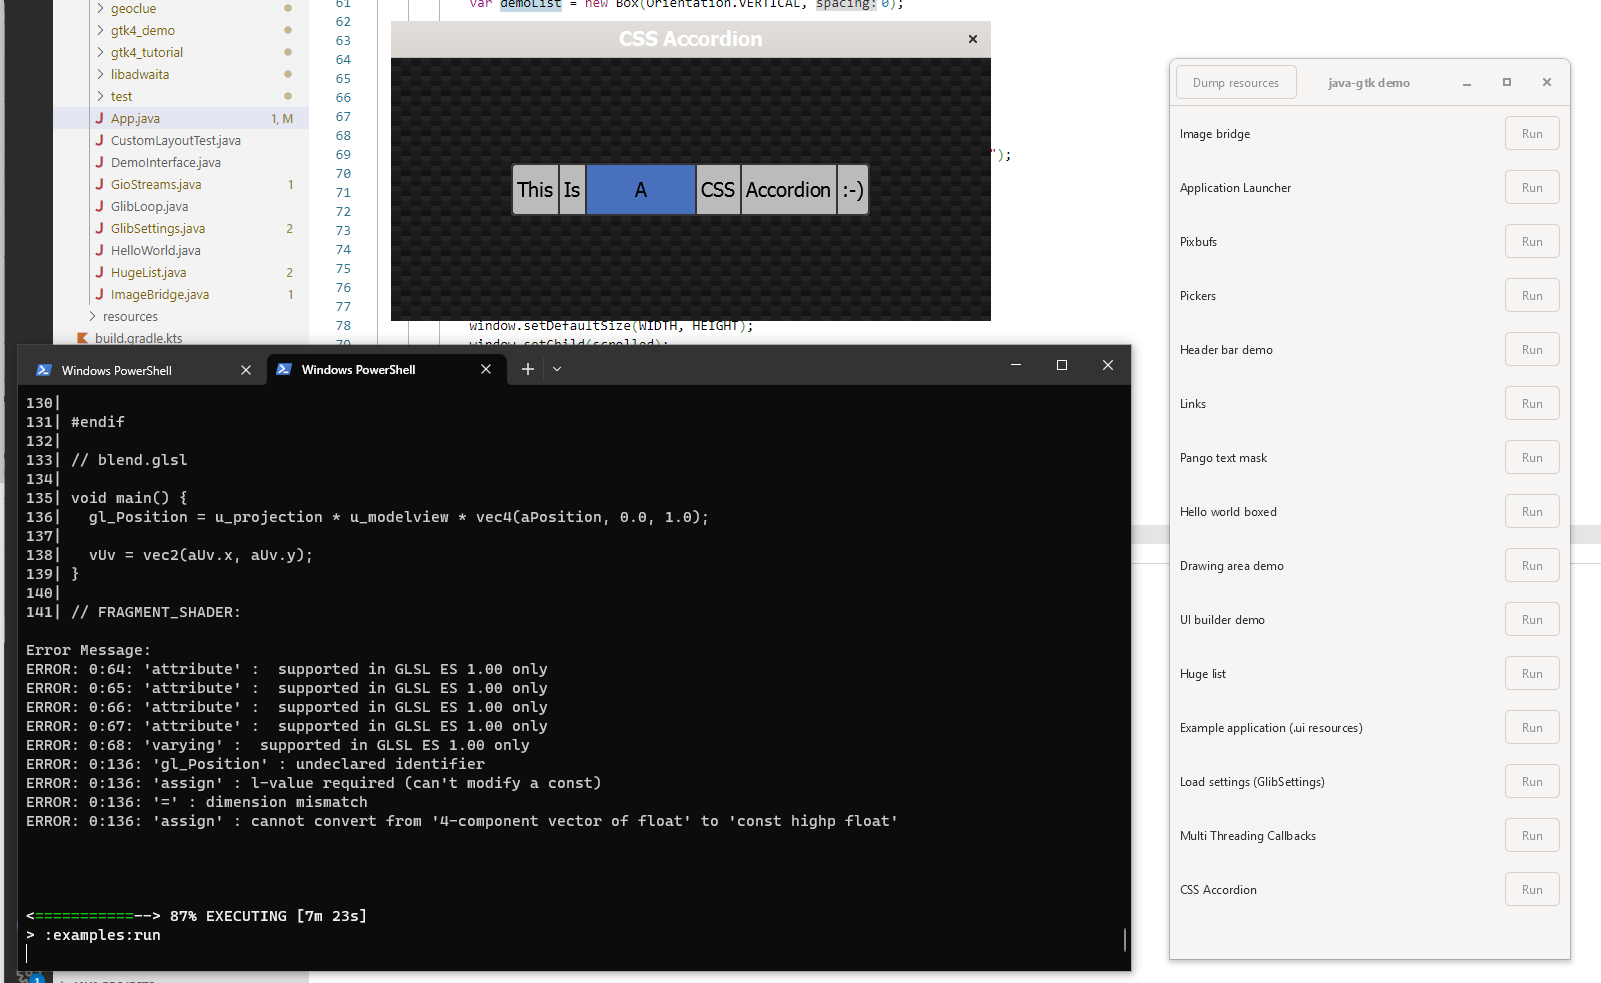 geoclue
gtk4_demo
gtk4_tutorial
libadwaita
test
App.java 1, M
CustomLayoutTest.java
DemoInterface.java
GioStreams.java 1
GlibLoop.java
GlibSettings.java 2
HelloWorld.java
HugeList.java 2
ImageBridge.java 1
resources
build.gradle.kts
61 var demoList = new Box(Orientation.VERTICAL, spacing: 0);
62
63
64
65
66
67
68
69 ");
70
71
72
73
74
75
76
77
78 window.setDefaultSize(WIDTH, HEIGHT);
79 window.setChild(scrolled);
CSS Accordion
This Is A CSS Accordion :-)
Windows PowerShell
Windows PowerShell
130|
131| #endif
132|
133| // blend.glsl
134|
135| void main() {
136| gl_Position = u_projection * u_modelview * vec4(aPosition, 0.0, 1.0);
137|
138| vUv = vec2(aUv.x, aUv.y);
139| }
140|
141| // FRAGMENT_SHADER:
Error Message:
ERROR: 0:64: 'attribute' :  supported in GLSL ES 1.00 only
ERROR: 0:65: 'attribute' :  supported in GLSL ES 1.00 only
ERROR: 0:66: 'attribute' :  supported in GLSL ES 1.00 only
ERROR: 0:67: 'attribute' :  supported in GLSL ES 1.00 only
ERROR: 0:68: 'varying' :  supported in GLSL ES 1.00 only
ERROR: 0:136: 'gl_Position' : undeclared identifier
ERROR: 0:136: 'assign' : l-value required (can't modify a const)
ERROR: 0:136: '=' : dimension mismatch
ERROR: 0:136: 'assign' : cannot convert from '4-component vector of float' to 'const highp float'
<===========--> 87% EXECUTING [7m 23s]
> :examples:run
1
JAVA PROJECTS
Dump resources
java-gtk demo
Image bridge Run
Application Launcher Run
Pixbufs Run
Pickers Run
Header bar demo Run
Links Run
Pango text mask Run
Hello world boxed Run
Drawing area demo Run
UI builder demo Run
Huge list Run
Example application (.ui resources) Run
Load settings (GlibSettings) Run
Multi Threading Callbacks Run
CSS Accordion Run